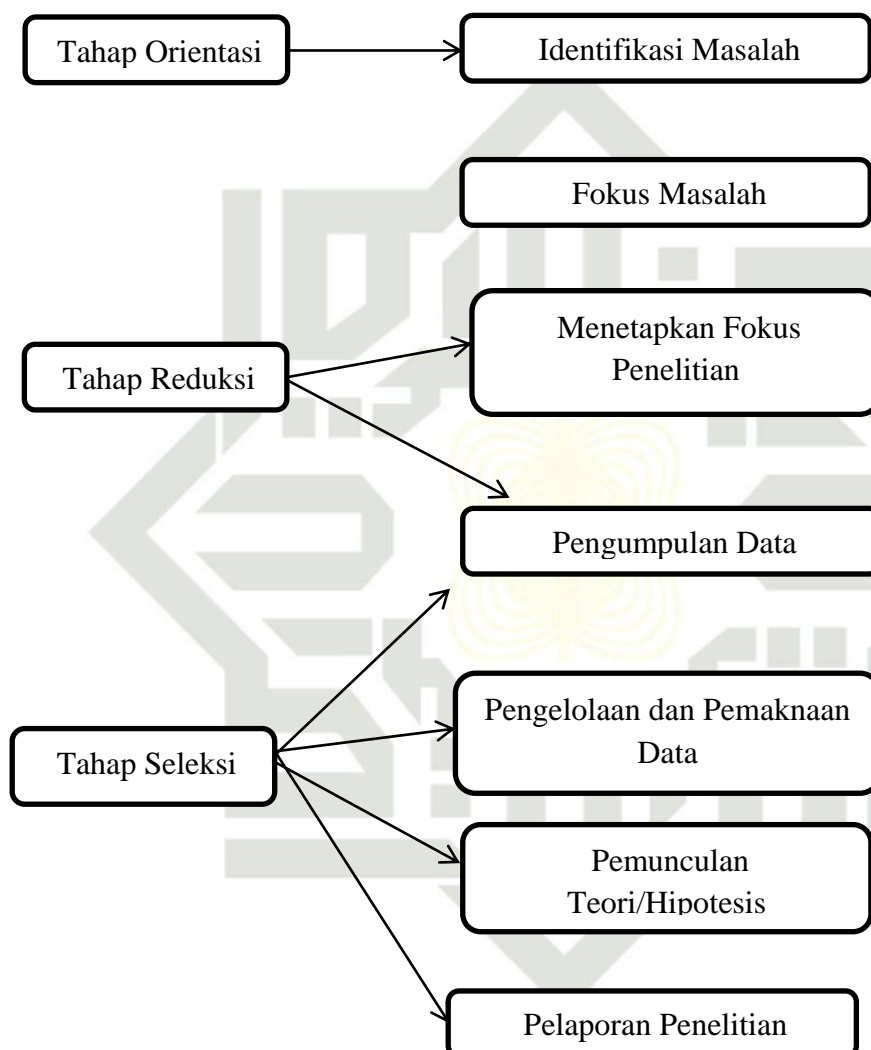 Tahap Orientasi
Identifikasi Masalah
Fokus Masalah
Tahap Reduksi
Menetapkan Fokus
Penelitian
Pengumpulan Data
Tahap Seleksi
Pengelolaan dan Pemaknaan
Data
Pemunculan
Teori/Hipotesis
Pelaporan Penelitian